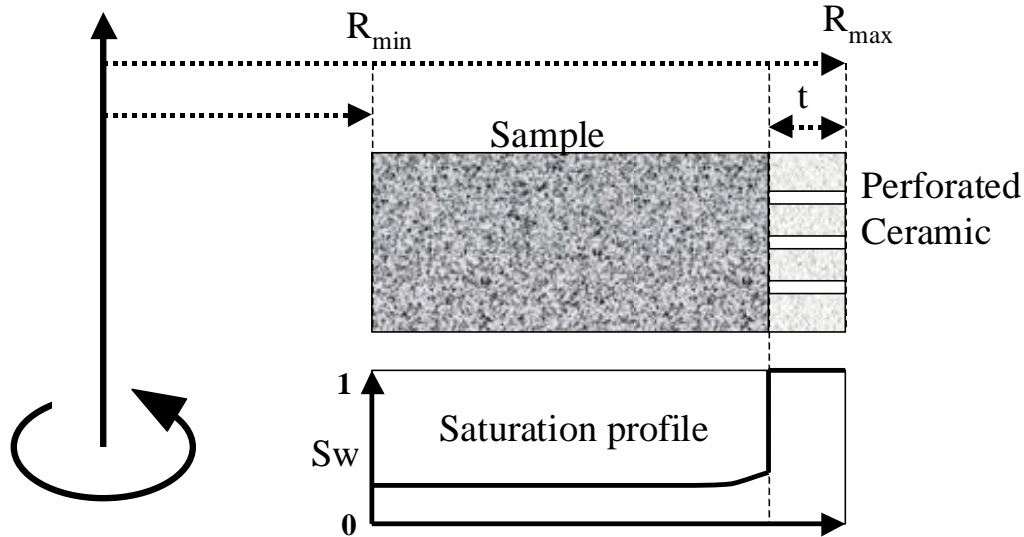 R_min
R_max
t
Sample
Perforated
Ceramic
1
Saturation profile
Sw
0